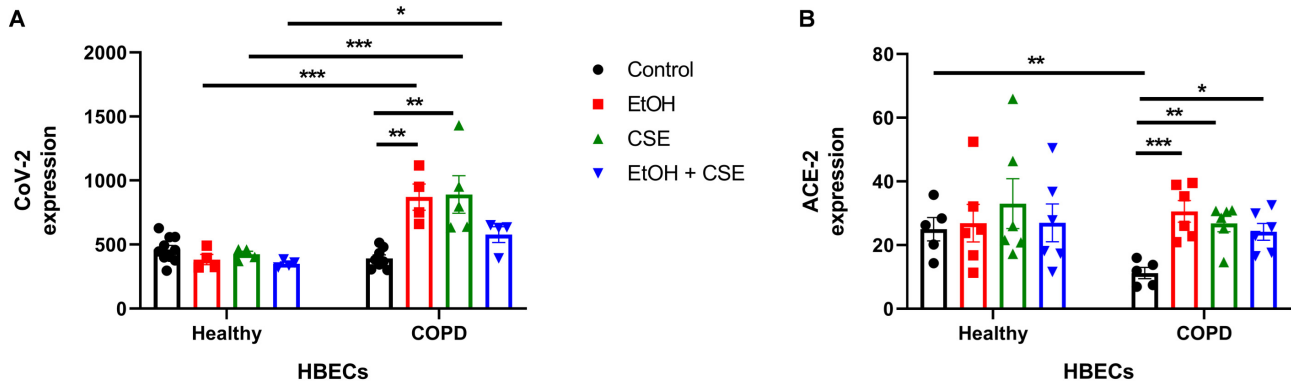 A
CoV-2
expression
2000
1500
1000
500
0
***
***
*
**
**
Healthy
COPD
HBECs
Control
EtOH
CSE
EtOH + CSE
B
ACE-2
expression
80
60
40
20
0
**
***
**
*
Healthy
COPD
HBECs